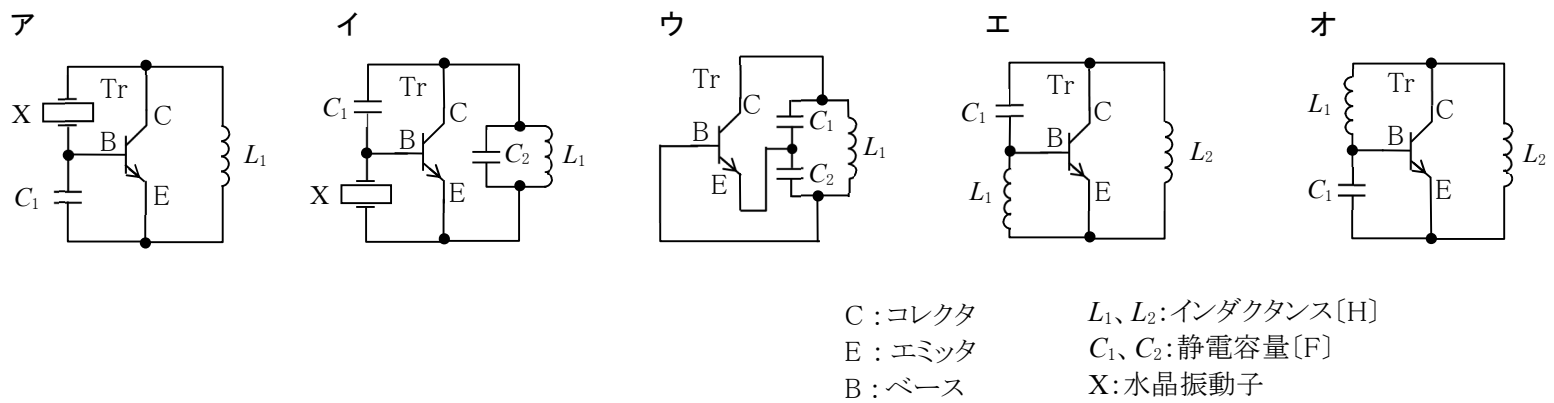 ア イ ウ エ オ
Tr X B C E C₁ L₁
C₁ Tr B C E X C₂ L₁
Tr B C E C₁ C₂ L₁
C₁ Tr B C E L₁ L₂
L₁ Tr B C E C₁ L₂
C:コレクタ L₁、L₂:インダクタンス〔H〕
E:エミッタ C₁、C₂:静電容量〔F〕
B:ベース X:水晶振動子